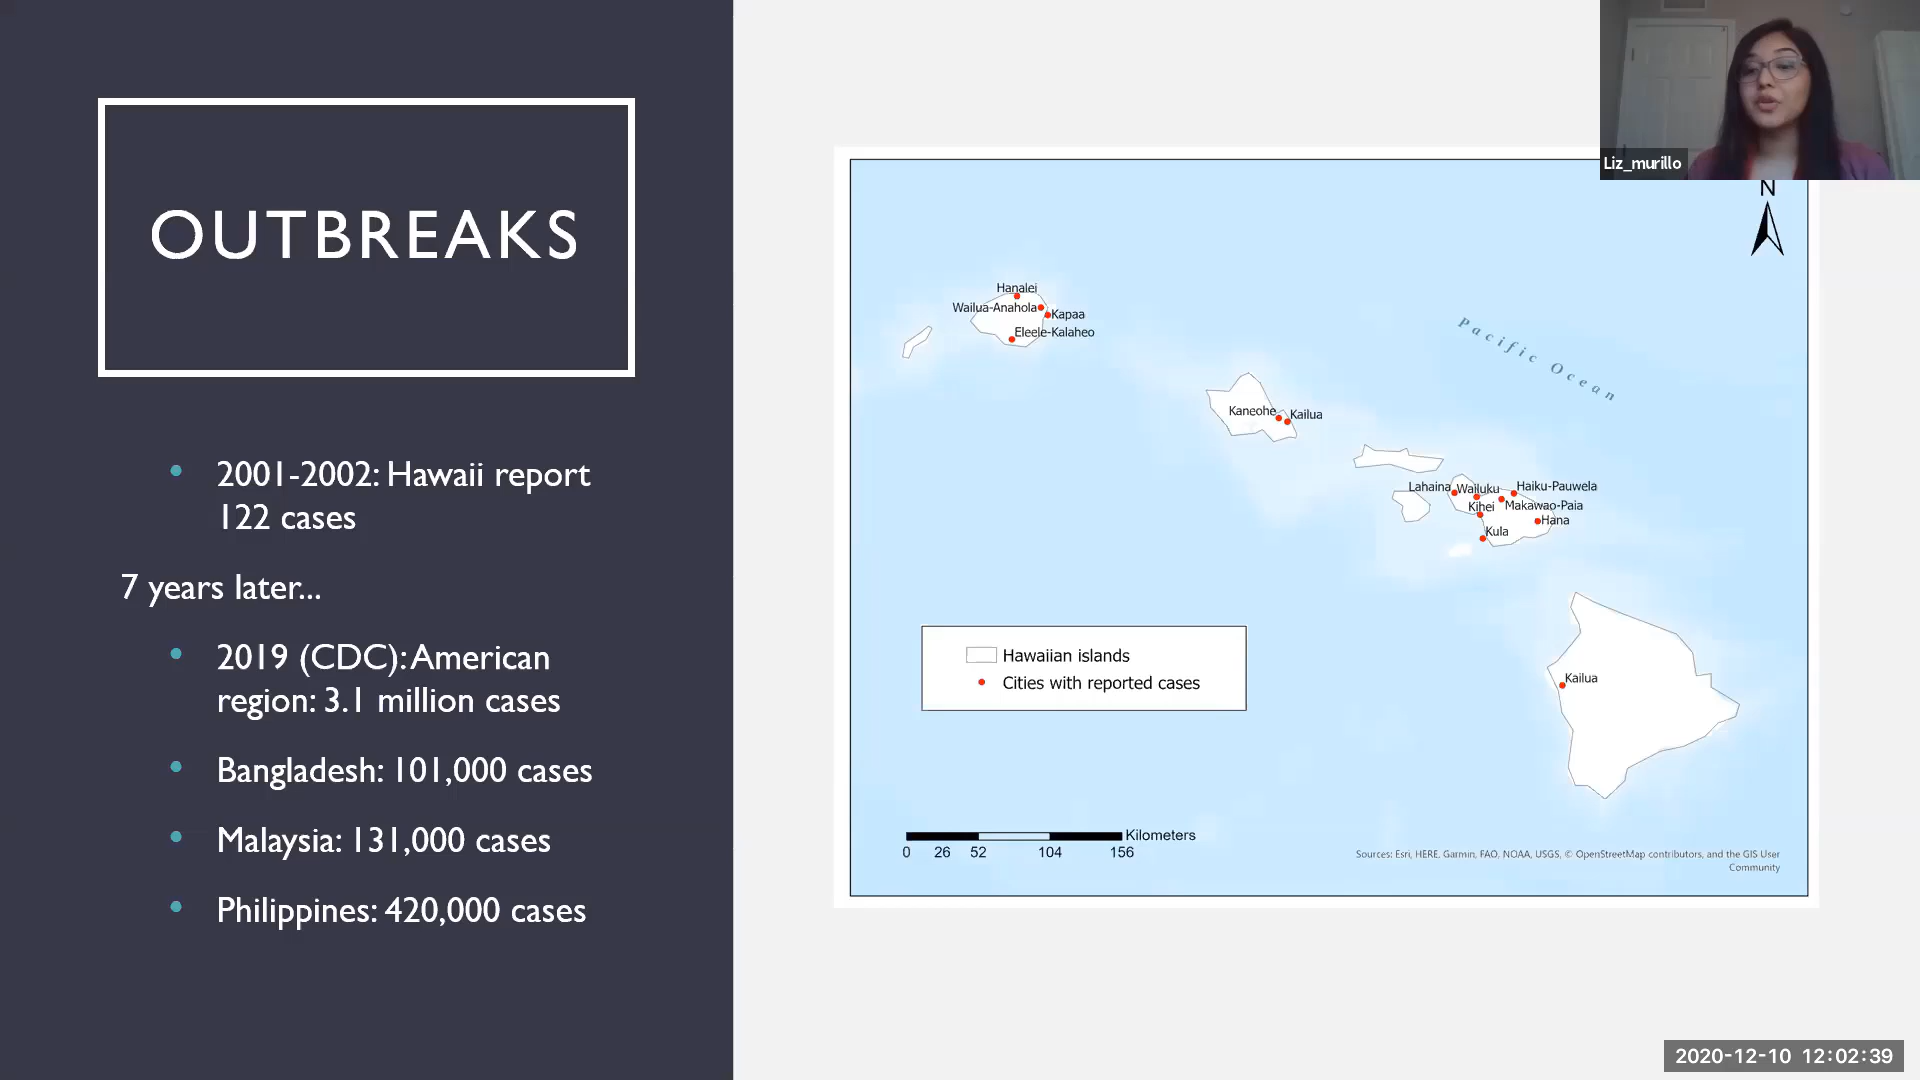 OUTBREAKS
2001-2002: Hawaii report
122 cases
7 years later...
2019 (CDC): American
region: 3.1 million cases
Bangladesh: 101,000 cases
Malaysia: 131,000 cases
Philippines: 420,000 cases
Liz_murillo
N
Pacific Ocean
Hanalei
Wailua-Anahola
Kapaa
Eleele-Kalaheo
Kaneohe
Kailua
Lahaina
Wailuku
Haiku-Pauwela
Kihei
Makawao-Paia
Hana
Kula
Kailua
Hawaiian islands
Cities with reported cases
Kilometers
0 26 52 104 156
Sources: Esri, HERE, Garmin, FAO, NOAA, USGS, © OpenStreetMap contributors, and the GIS User
Community
2020-12-10 12:02:39